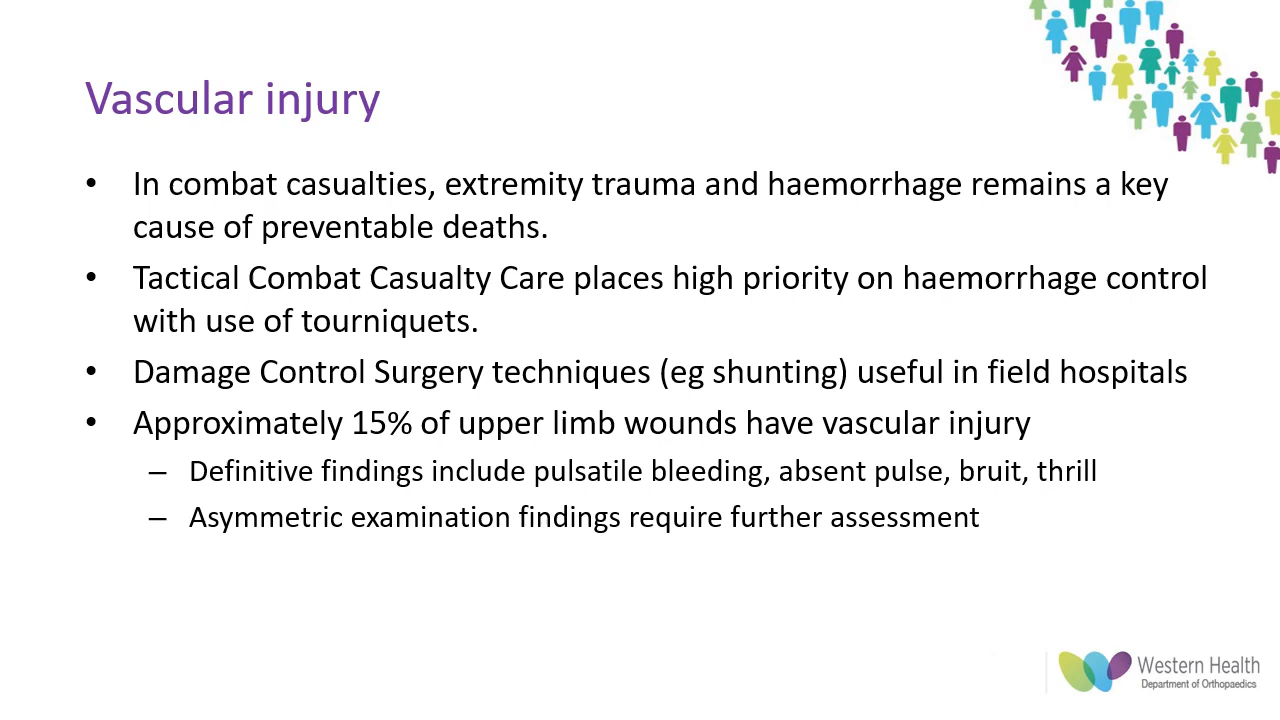 Vascular injury
• In combat casualties, extremity trauma and haemorrhage remains a key
cause of preventable deaths.
• Tactical Combat Casualty Care places high priority on haemorrhage control
with use of tourniquets.
• Damage Control Surgery techniques (eg shunting) useful in field hospitals
• Approximately 15% of upper limb wounds have vascular injury
– Definitive findings include pulsatile bleeding, absent pulse, bruit, thrill
– Asymmetric examination findings require further assessment
Western Health
Department of Orthopaedics